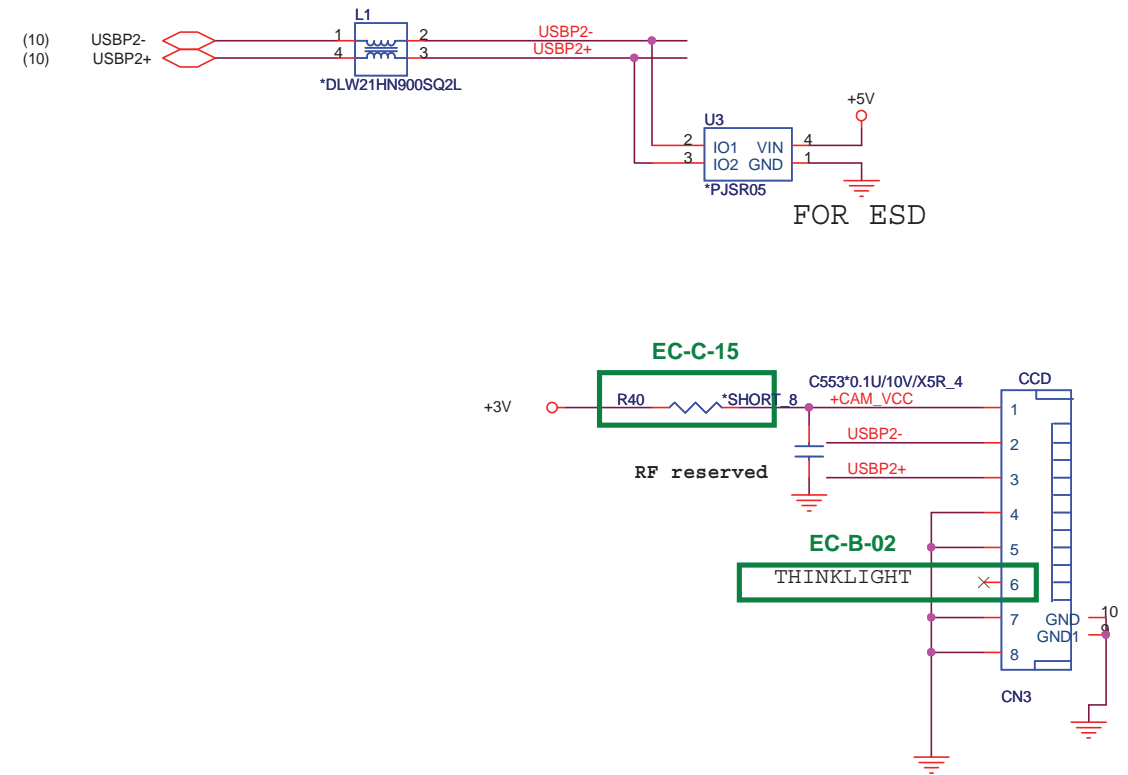 L1
(10) USBP2- 1 2 USBP2-
(10) USBP2+ 4 3 USBP2+
*DLW21HN900SQ2L
+5V
U3
2 IO1 VIN 4
3 IO2 GND 1
*PJSR05
FOR ESD
EC-C-15
C553*0.1U/10V/X5R_4 CCD
+3V R40 *SHORT_8 +CAM_VCC 1
USBP2- 2
RF reserved USBP2+ 3
4
EC-B-02 5
THINKLIGHT 6
7 GND 10
GND1 9
8
CN3